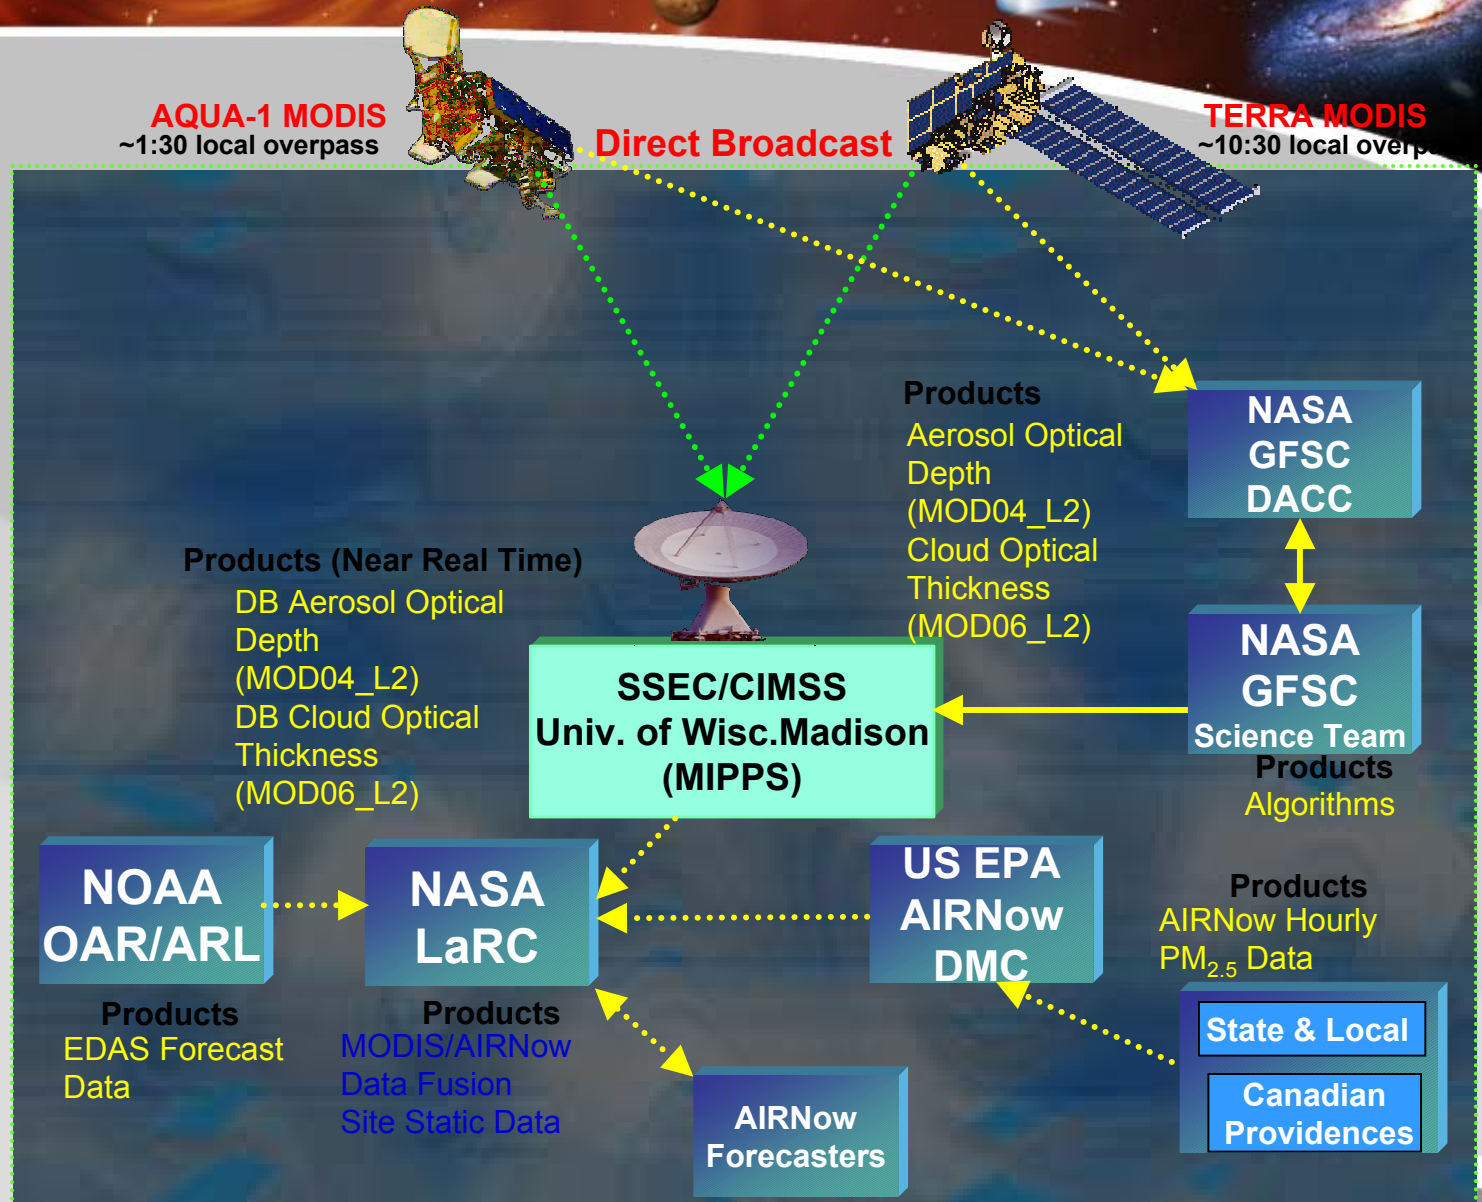 AQUA-1 MODIS
~1:30 local overpass
Direct Broadcast
TERRA MODIS
~10:30 local
Products
Aerosol Optical
Depth
(MOD04_L2)
Cloud Optical
Thickness
(MOD06_L2)
NASA
GFSC
DACC
Products (Near Real Time)
DB Aerosol Optical
Depth
(MOD04_L2)
DB Cloud Optical
Thickness
(MOD06_L2)
SSEC/CIMSS
Univ. of Wisc.Madison
(MIPPS)
NASA
GFSC
Science Team
Products
Algorithms
NOAA
OAR/ARL
Products
EDAS Forecast
Data
NASA
LaRC
Products
MODIS/AIRNow
Data Fusion
Site Static Data
US EPA
AIRNow
DMC
Products
AIRNow Hourly
PM2.5 Data
State & Local
Canadian
Providences
AIRNow
Forecasters